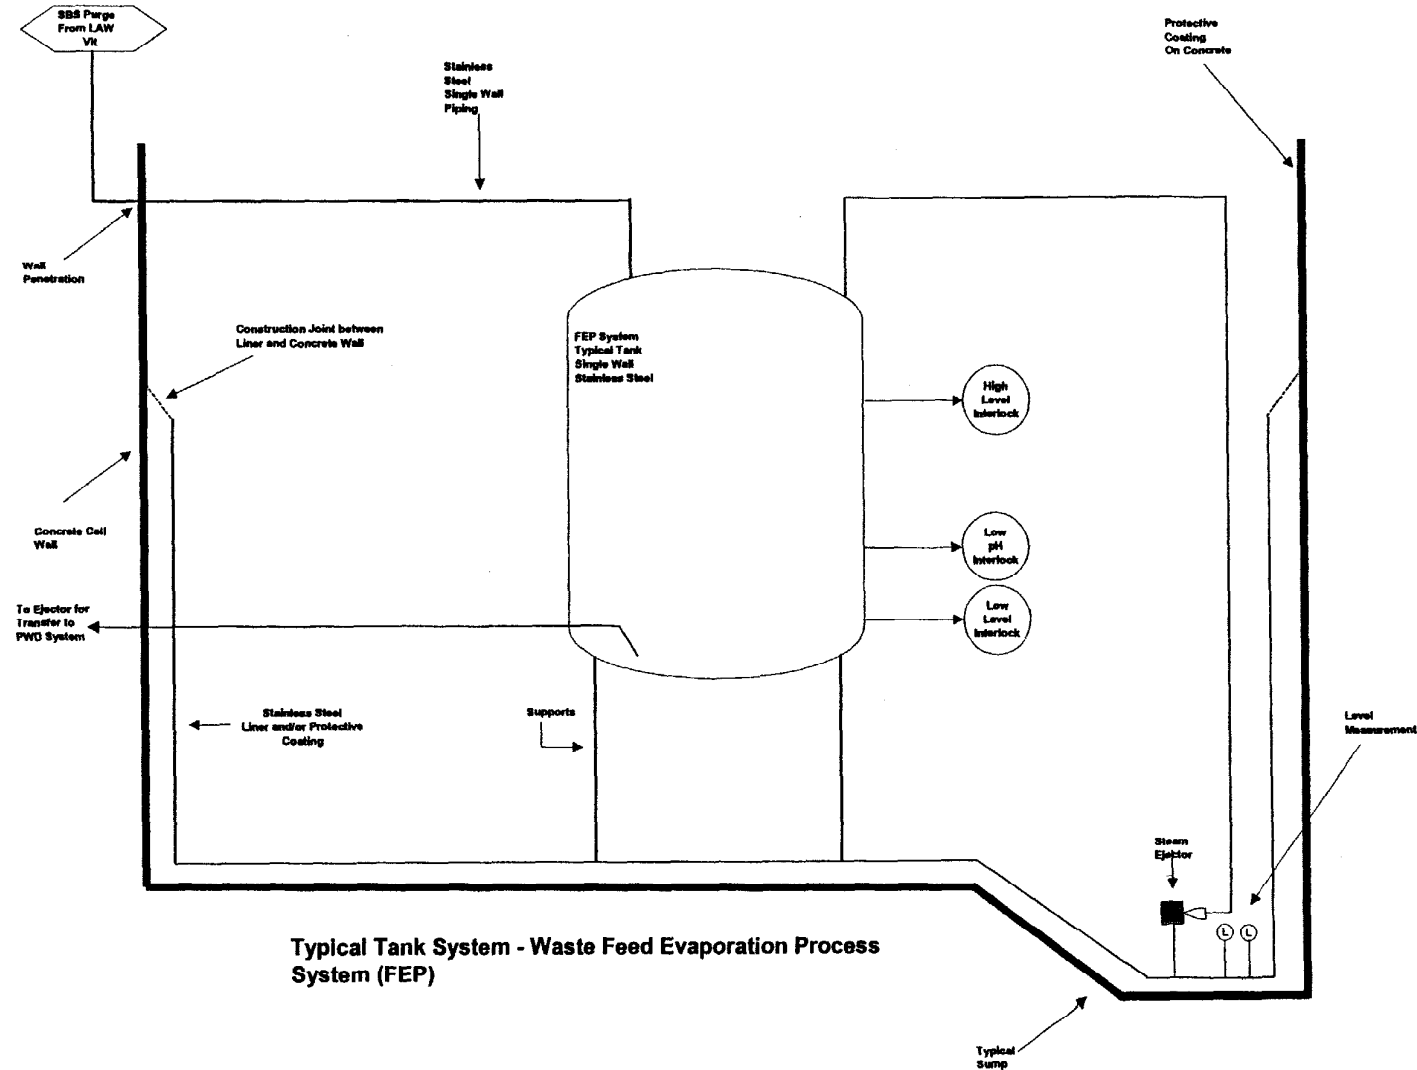 SBS Purge
From LAW
Vit
Protective
Coating
On Concrete
Stainless
Steel
Single Wall
Piping
Wall
Penetration
Construction Joint between
Liner and Concrete Wall
FEP System
Typical Tank
Single Wall
Stainless Steel
High
Level
Interlock
Concrete Cell
Wall
Low
pH
Interlock
To Ejector for
Transfer to
PWD System
Low
Level
Interlock
Stainless Steel
Liner and/or Protective
Coating
Supports
Level
Measurement
Steam
Ejector
L
L
Typical Tank System - Waste Feed Evaporation Process
System (FEP)
Typical
Sump